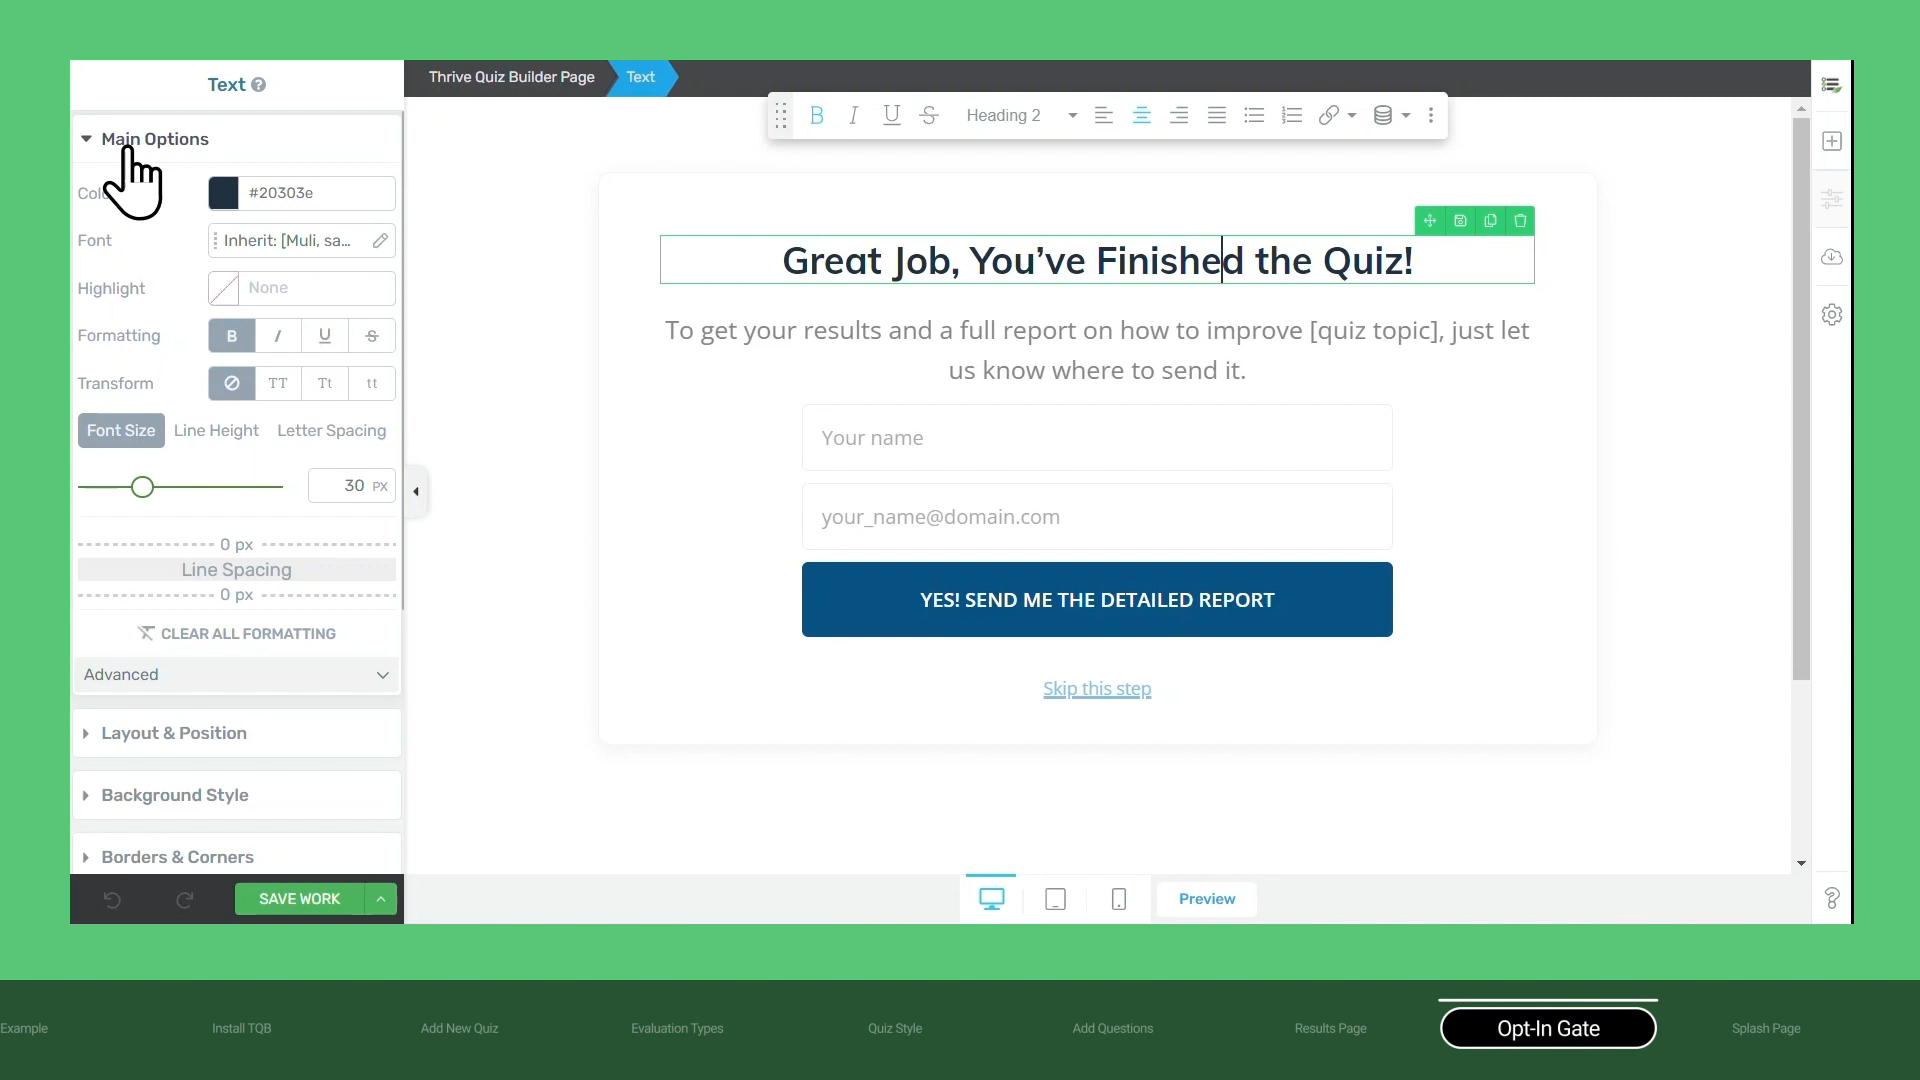 Text
Thrive Quiz Builder Page
Text
Main Options
B I U S Heading 2
#20303e
Font
Inherit: [Muli, sa...
Highlight
None
Formatting
B I U S
Transform
TT Tt tt
Font Size
Line Height
Letter Spacing
30 PX
0 px
Line Spacing
0 px
CLEAR ALL FORMATTING
Advanced
Layout & Position
Background Style
Borders & Corners
SAVE WORK
Great Job, You’ve Finished the Quiz!
To get your results and a full report on how to improve [quiz topic], just let
us know where to send it.
Your name
your_name@domain.com
YES! SEND ME THE DETAILED REPORT
Skip this step
Preview
Example
Install TQB
Add New Quiz
Evaluation Types
Quiz Style
Add Questions
Results Page
Opt-In Gate
Splash Page